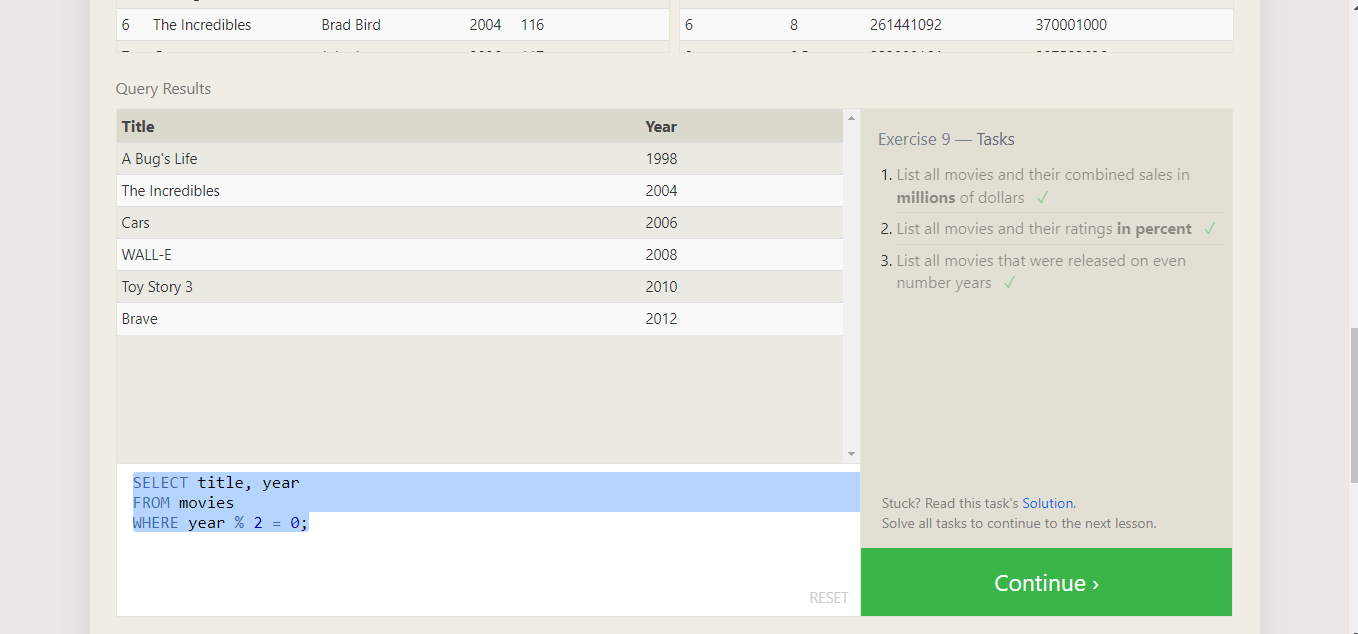 6 The Incredibles Brad Bird 2004 116 6 8 261441092 370001000
Query Results
Title Year
A Bug's Life 1998
The Incredibles 2004
Cars 2006
WALL-E 2008
Toy Story 3 2010
Brave 2012
SELECT title, year
FROM movies
WHERE year % 2 = 0;
RESET
Exercise 9 — Tasks
1. List all movies and their combined sales in
millions of dollars ✓
2. List all movies and their ratings in percent ✓
3. List all movies that were released on even
number years ✓
Stuck? Read this task's Solution.
Solve all tasks to continue to the next lesson.
Continue ›